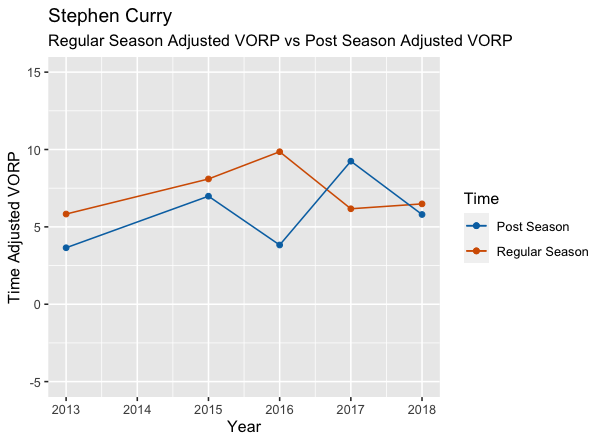 Stephen Curry
Regular Season Adjusted VORP vs Post Season Adjusted VORP
Time Adjusted VORP
15
10
5
0
-5
2013 2014 2015 2016 2017 2018
Year
Time
Post Season
Regular Season